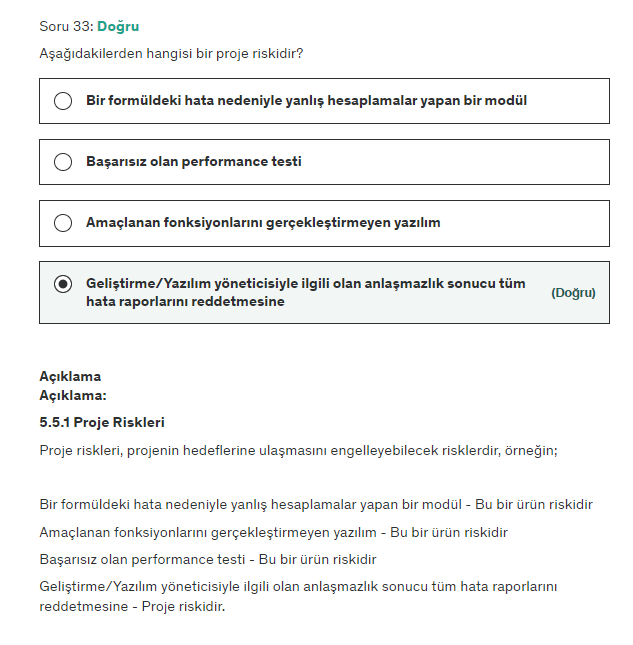 Soru 33: Doğru
Aşağıdakilerden hangisi bir proje riskidir?
Bir formüldeki hata nedeniyle yanlış hesaplamalar yapan bir modül
Başarısız olan performance testi
Amaçlanan fonksiyonlarını gerçekleştirmeyen yazılım
Geliştirme/Yazılım yöneticisiyle ilgili olan anlaşmazlık sonucu tüm
hata raporlarını reddetmesine
(Doğru)
Açıklama
Açıklama:
5.5.1 Proje Riskleri
Proje riskleri, projenin hedeflerine ulaşmasını engelleyebilecek risklerdir, örneğin;
Bir formüldeki hata nedeniyle yanlış hesaplamalar yapan bir modül - Bu bir ürün riskidir
Amaçlanan fonksiyonlarını gerçekleştirmeyen yazılım - Bu bir ürün riskidir
Başarısız olan performance testi - Bu bir ürün riskidir
Geliştirme/Yazılım yöneticisiyle ilgili olan anlaşmazlık sonucu tüm hata raporlarını
reddetmesine - Proje riskidir.